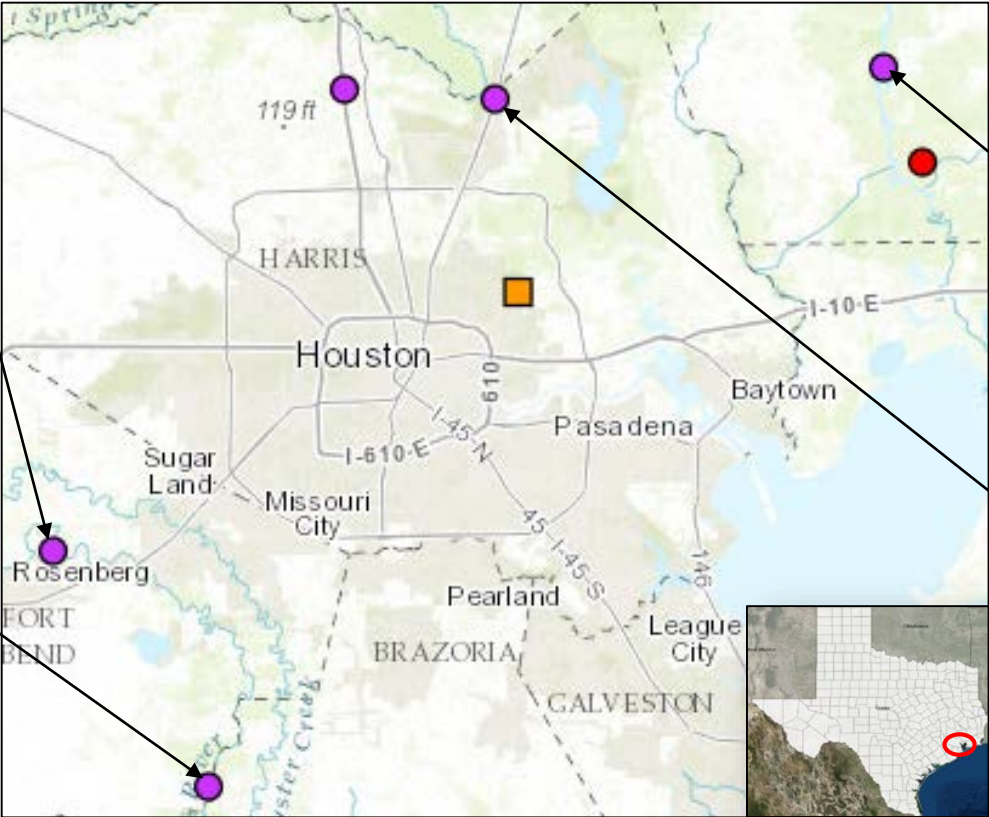 i Spring C
119 ft
HARRIS
I-10-E
Houston
610
Baytown
I-45 N
Pasadena
I-610-E
Sugar
Land
Missouri
City
45
I-45-S
146
Rosenberg
Pearland
FORT
BEND
League
City
BRAZORIA
GALVESTON
ster Creek